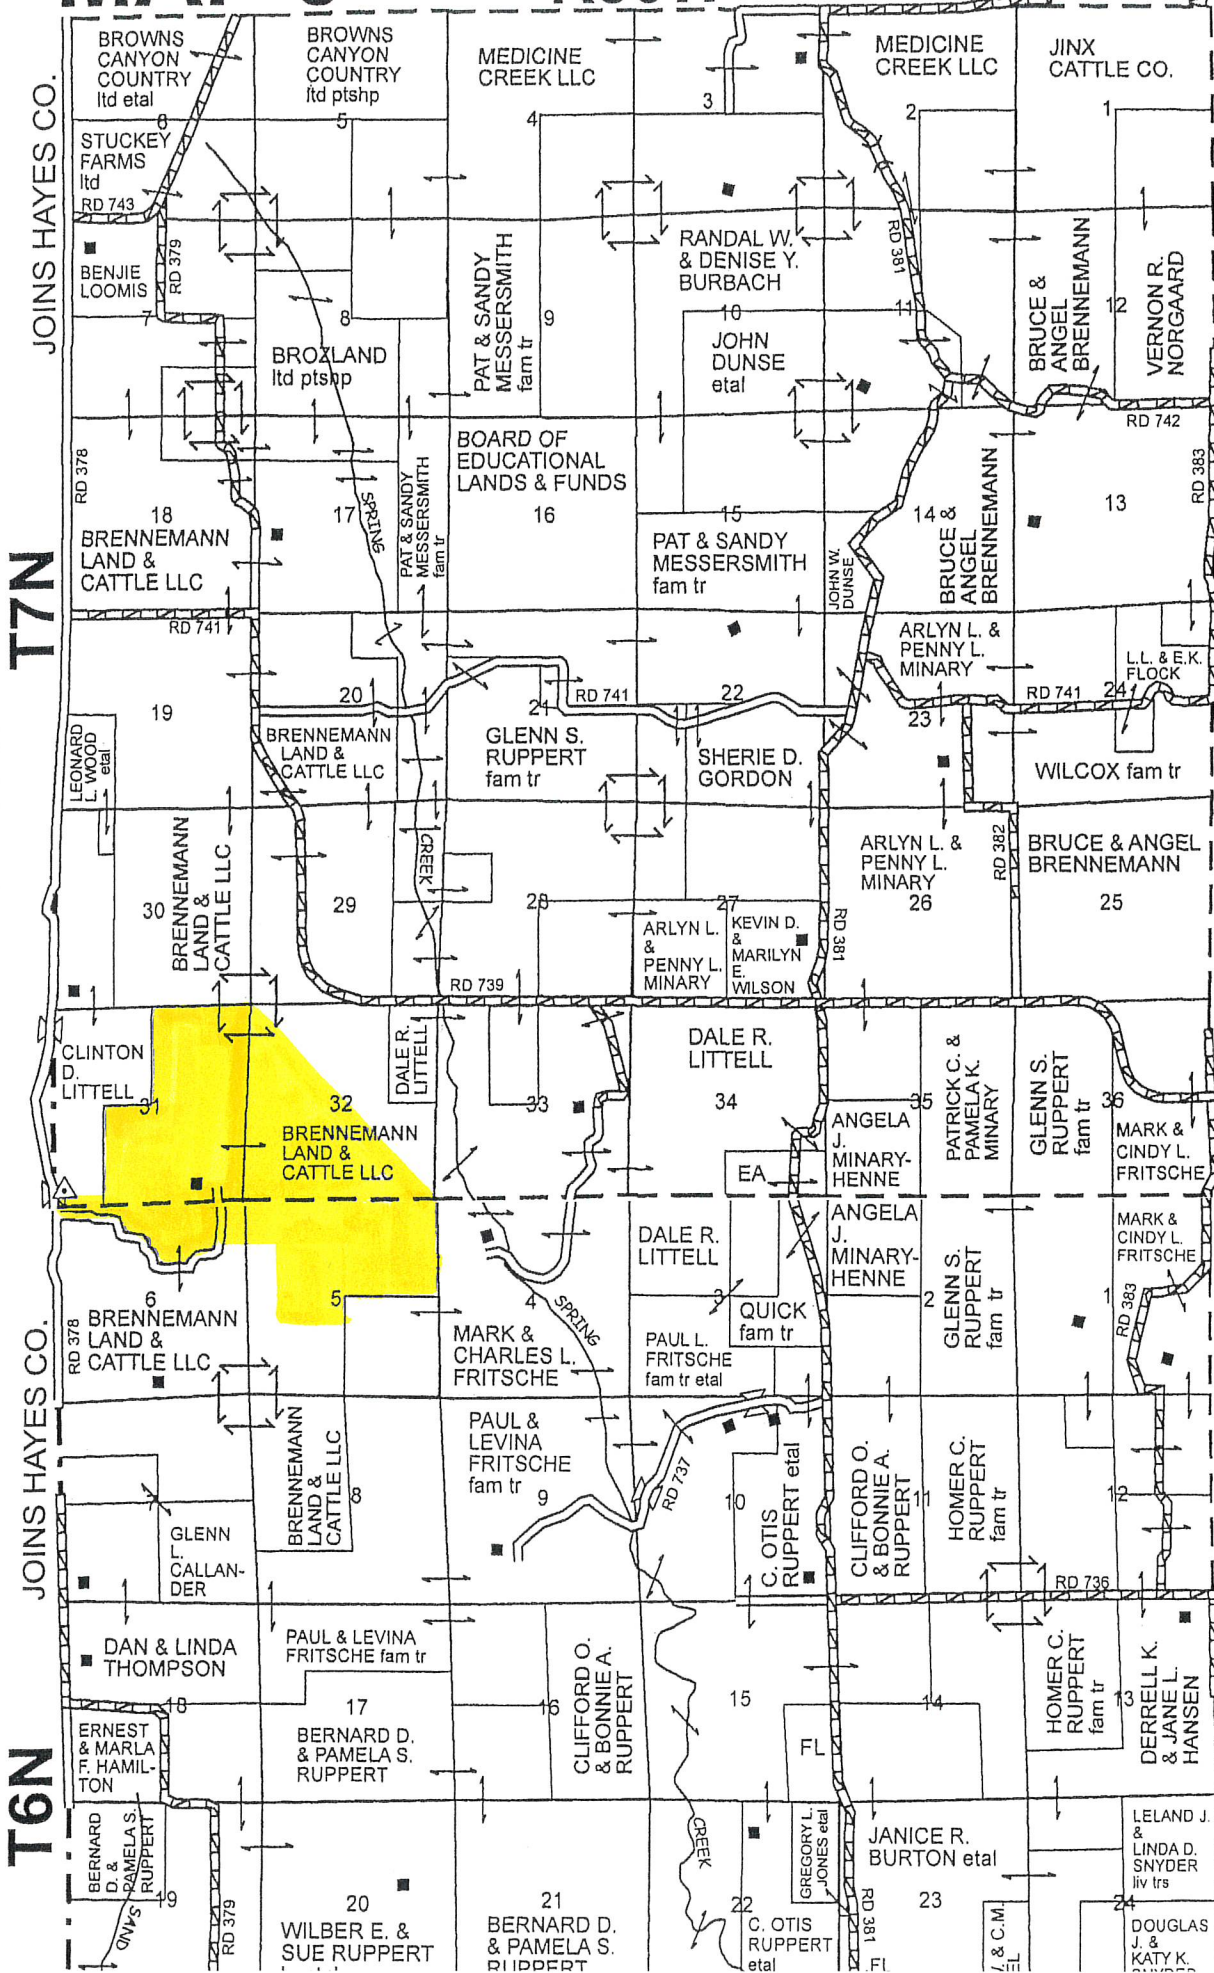 JOINS HAYES CO.
T7N
JOINS HAYES CO.
T6N
BROWNS
CANYON
COUNTRY
ltd etal
6
BROWNS
CANYON
COUNTRY
ltd ptshp
5
MEDICINE
CREEK LLC
4
3
MEDICINE
CREEK LLC
2
JINX
CATTLE CO.
1
STUCKEY
FARMS
ltd
RD 743
RD 379
BENJIE
LOOMIS
7
8
BROZLAND
ltd ptshp
PAT & SANDY
MESSERSMITH
fam tr
9
RANDAL W.
& DENISE Y.
BURBACH
10
JOHN
DUNSE
etal
RD 381
11
BRUCE &
ANGEL
BRENNEMANN
12
VERNON R.
NORGAARD
RD 742
RD 378
18
BRENNEMANN
LAND &
CATTLE LLC
17
SPRING
PAT & SANDY
MESSERSMITH
fam tr
BOARD OF
EDUCATIONAL
LANDS & FUNDS
16
15
PAT & SANDY
MESSERSMITH
fam tr
JOHN W.
DUNSE
14
BRUCE &
ANGEL
BRENNEMANN
13
RD 383
RD 741
19
LEONARD
L. WOOD
etal
20
BRENNEMANN
LAND &
CATTLE LLC
21
RD 741
GLENN S.
RUPPERT
fam tr
22
SHERIE D.
GORDON
ARLYN L. &
PENNY L.
MINARY
23
RD 741
24
L.L. & E.K.
FLOCK
WILCOX fam tr
30
BRENNEMANN
LAND &
CATTLE LLC
29
CREEK
28
27
ARLYN L.
&
PENNY L.
MINARY
KEVIN D.
&
MARILYN
E.
WILSON
RD 381
ARLYN L. &
PENNY L.
MINARY
26
RD 382
BRUCE & ANGEL
BRENNEMANN
25
RD 739
CLINTON
D.
LITTELL
31
32
BRENNEMANN
LAND &
CATTLE LLC
DALE R.
LITTELL
33
DALE R.
LITTELL
34
EA
35
ANGELA
J.
MINARY-
HENNE
PATRICK C. &
PAMELA K.
MINARY
GLENN S.
RUPPERT
fam tr
36
MARK &
CINDY L.
FRITSCHE
6
RD 378
BRENNEMANN
LAND &
CATTLE LLC
5
4
SPRING
MARK &
CHARLES L.
FRITSCHE
DALE R.
LITTELL
3
QUICK
fam tr
PAUL L.
FRITSCHE
fam tr etal
ANGELA
J.
MINARY-
HENNE
2
GLENN S.
RUPPERT
fam tr
MARK &
CINDY L.
FRITSCHE
1
RD 383
7
GLENN
L.
CALLAN-
DER
BRENNEMANN
LAND &
CATTLE LLC
8
PAUL &
LEVINA
FRITSCHE
fam tr
9
RD 737
10
C. OTIS
RUPPERT etal
CLIFFORD O.
& BONNIE A.
RUPPERT
11
HOMER C.
RUPPERT
fam tr
12
RD 736
DAN & LINDA
THOMPSON
18
PAUL & LEVINA
FRITSCHE fam tr
17
BERNARD D.
& PAMELA S.
RUPPERT
16
CLIFFORD O.
& BONNIE A.
RUPPERT
15
FL
14
HOMER C.
RUPPERT
fam tr
13
DERRELL K.
& JANE L.
HANSEN
ERNEST
& MARLA
F. HAMIL-
TON
BERNARD
D. &
PAMELA S.
RUPPERT
19
SAND
RD 379
20
WILBER E. &
SUE RUPPERT
21
BERNARD D.
& PAMELA S.
RUPPERT
CREEK
22
C. OTIS
RUPPERT
etal
GREGORY L.
JONES etal
RD 381
FL
JANICE R.
BURTON etal
23
& C.M.
LELAND J.
&
LINDA D.
SNYDER
liv trs
24
DOUGLAS
J. &
KATY K.